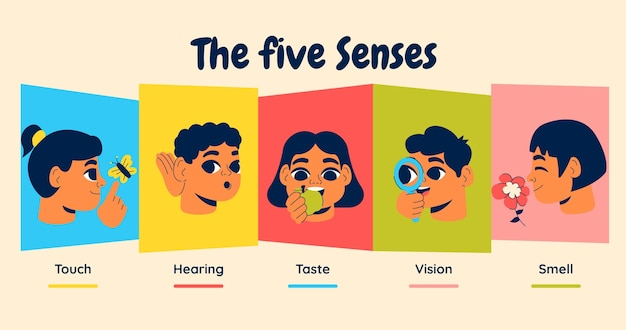 The five Senses
Touch
Hearing
Taste
Vision
Smell